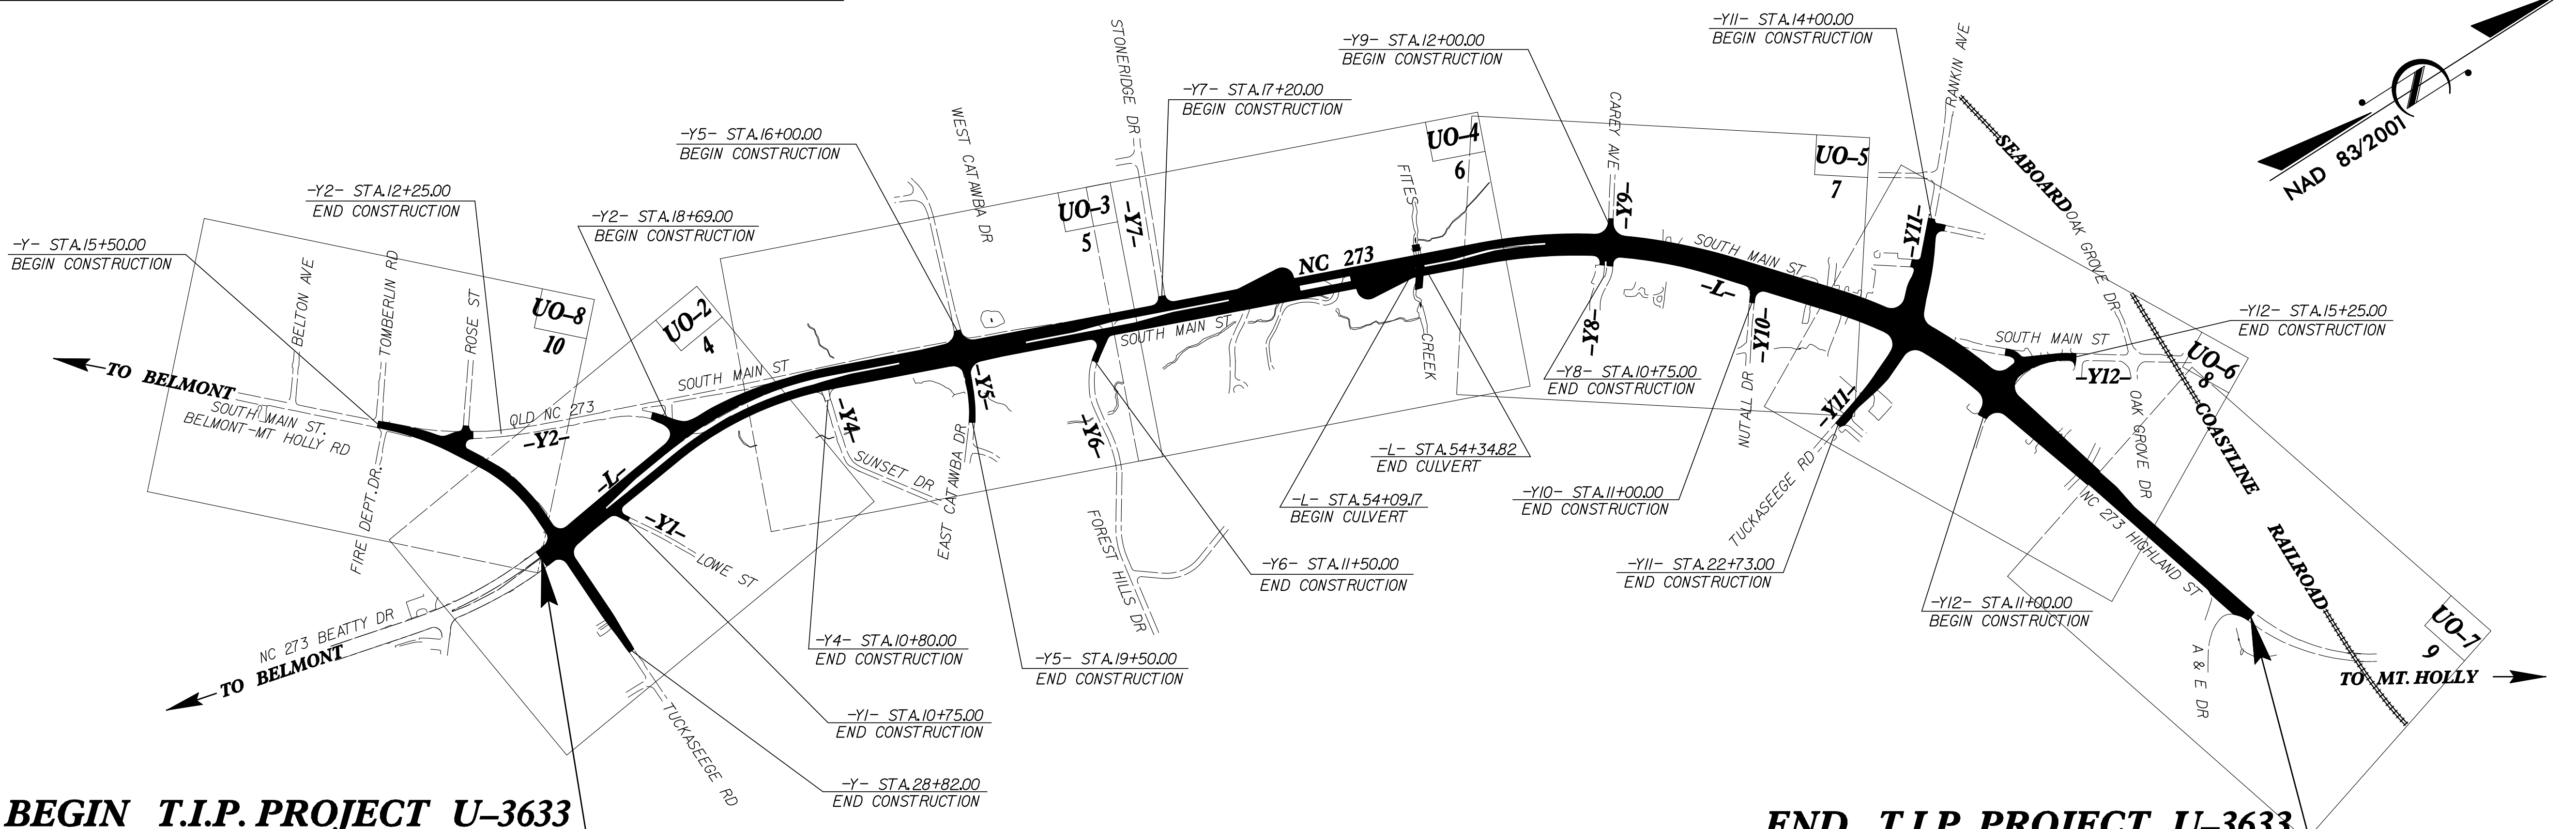 -Y11- STA.14+00.00
BEGIN CONSTRUCTION
-Y9- STA.12+00.00
BEGIN CONSTRUCTION
-Y7- STA.17+20.00
BEGIN CONSTRUCTION
-Y5- STA.16+00.00
BEGIN CONSTRUCTION
-Y2- STA.12+25.00
END CONSTRUCTION
-Y2- STA.18+69.00
BEGIN CONSTRUCTION
-Y- STA.15+50.00
BEGIN CONSTRUCTION
STONERIDGE DR
WEST CATAWBA DR
CAREY AVE
RANKIN AVE
NAD 83/2001
SEABOARD
COASTLINE
RAILROAD
OAK GROVE DR
OAK GROVE DR
UO-8
10
UO-2
4
UO-3
5
UO-4
6
UO-5
7
UO-6
8
UO-7
9
BELTON AVE
TOMBERLIN RD
ROSE ST
TO BELMONT
SOUTH MAIN ST.
BELMONT-MT HOLLY RD
OLD NC 273
-Y2-
SOUTH MAIN ST
FIRE DEPT. DR.
-L-
-Y1-
LOWE ST
-Y4-
SUNSET DR
-Y5-
EAST CATAWBA DR
-Y6-
FOREST HILLS DR
-Y7-
SOUTH MAIN ST
NC 273
FITES
CREEK
-Y9-
-Y8-
SOUTH MAIN ST
-L-
-Y10-
NUTALL DR
-Y11-
-Y11-
TUCKASEEGE RD
SOUTH MAIN ST
-Y12-
NC 273 HIGHLAND ST
A & E DR
TO MT. HOLLY
NC 273 BEATTY DR
TO BELMONT
TUCKASEEGE RD
-Y12- STA.15+25.00
END CONSTRUCTION
-Y8- STA.10+75.00
END CONSTRUCTION
-L- STA.54+34.82
END CULVERT
-L- STA.54+09.17
BEGIN CULVERT
-Y10- STA.11+00.00
END CONSTRUCTION
-Y6- STA.11+50.00
END CONSTRUCTION
-Y11- STA.22+73.00
END CONSTRUCTION
-Y12- STA.11+00.00
BEGIN CONSTRUCTION
-Y4- STA.10+80.00
END CONSTRUCTION
-Y5- STA.19+50.00
END CONSTRUCTION
-Y1- STA.10+75.00
END CONSTRUCTION
-Y- STA.28+82.00
END CONSTRUCTION
BEGIN T.I.P. PROJECT U-3633
END T.I.P. PROJECT U-3633